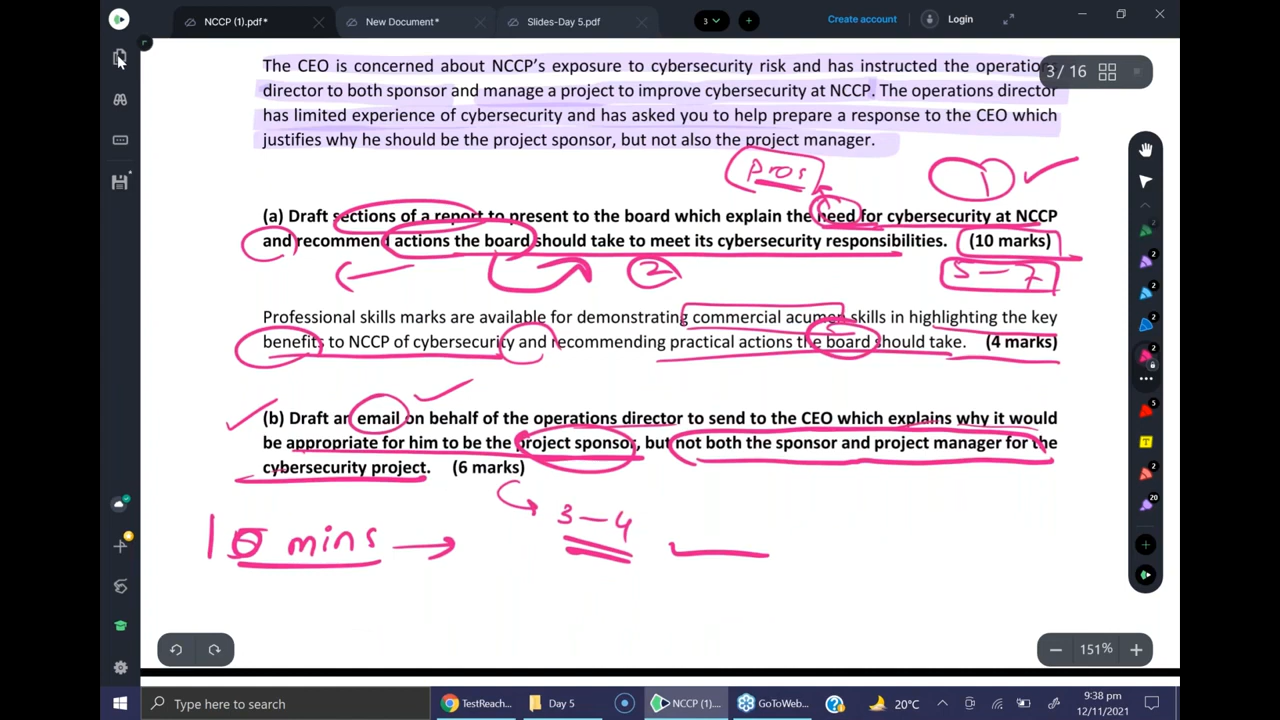 NCCP (1).pdf*
New Document*
Slides-Day 5.pdf
3
Create account
Login
The CEO is concerned about NCCP's exposure to cybersecurity risk and has instructed the operations
3 / 16
director to both sponsor and manage a project to improve cybersecurity at NCCP. The operations director
has limited experience of cybersecurity and has asked you to help prepare a response to the CEO which
justifies why he should be the project sponsor, but not also the project manager.
pros
(a) Draft sections of a report to present to the board which explain the need for cybersecurity at NCCP
and recommend actions the board should take to meet its cybersecurity responsibilities. (10 marks)
2
5 — 7
Professional skills marks are available for demonstrating commercial acumen skills in highlighting the key
benefits to NCCP of cybersecurity and recommending practical actions the board should take. (4 marks)
(b) Draft an email on behalf of the operations director to send to the CEO which explains why it would
be appropriate for him to be the project sponsor, but not both the sponsor and project manager for the
cybersecurity project. (6 marks)
3 — 4
10 mins
151%
Type here to search
TestReach...
Day 5
NCCP (1)....
GoToWeb...
20°C
9:38 pm
12/11/2021